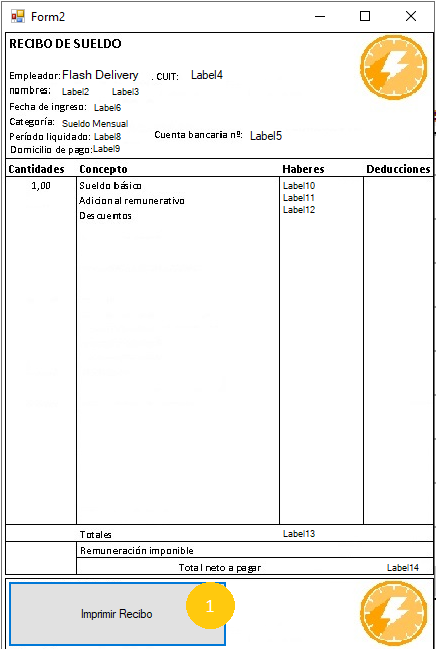 Form2
RECIBO DE SUELDO
Empleador: Flash Delivery . CUIT: Label4
nombres: Label2 Label3
Fecha de ingreso: Label6
Categoría: Sueldo Mensual
Período liquidado: Label8 Cuenta bancaria nº: Label5
Domicilio de pago: Label9
Cantidades Concepto Haberes Deducciones
1,00 Sueldo básico Label10
Adicional remunerativo Label11
Descuentos Label12
Totales Label13
Remuneración imponible
Total neto a pagar Label14
Imprimir Recibo 1